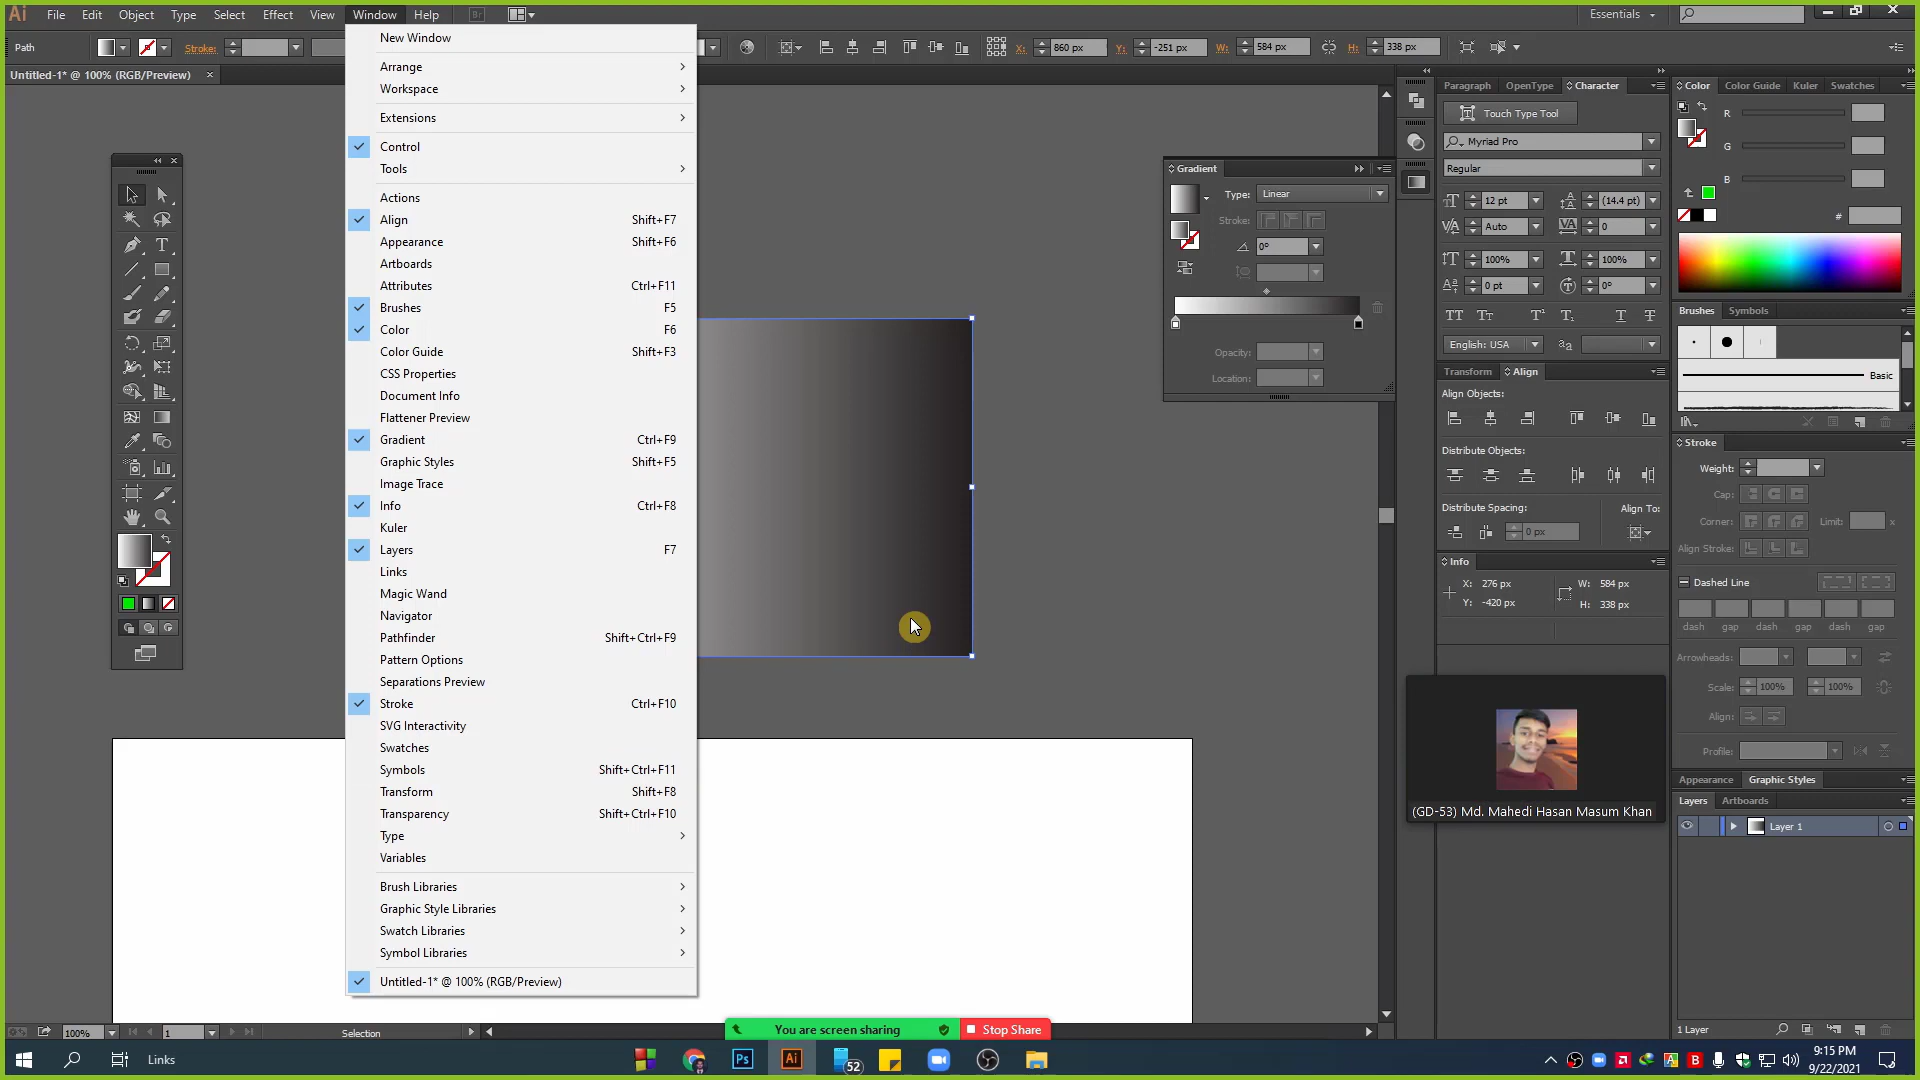 Ai File Edit Object Type Select Effect View Window Help Br Essentials
Path Stroke: X: 860 px Y: -251 px W: 584 px H: 338 px
Untitled-1* @ 100% (RGB/Preview) ×
New Window
Arrange
Workspace
Extensions
Control
Tools
Actions
Align Shift+F7
Appearance Shift+F6
Artboards
Attributes Ctrl+F11
Brushes F5
Color F6
Color Guide Shift+F3
CSS Properties
Document Info
Flattener Preview
Gradient Ctrl+F9
Graphic Styles Shift+F5
Image Trace
Info Ctrl+F8
Kuler
Layers F7
Links
Magic Wand
Navigator
Pathfinder Shift+Ctrl+F9
Pattern Options
Separations Preview
Stroke Ctrl+F10
SVG Interactivity
Swatches
Symbols Shift+Ctrl+F11
Transform Shift+F8
Transparency Shift+Ctrl+F10
Type
Variables
Brush Libraries
Graphic Style Libraries
Swatch Libraries
Symbol Libraries
Untitled-1* @ 100% (RGB/Preview)
Gradient
Type: Linear
Stroke:
0°
Opacity:
Location:
Paragraph OpenType Character
Touch Type Tool
Myriad Pro
Regular
12 pt (14.4 pt)
Auto 0
100% 100%
0 pt 0°
TT TT T¹ T₁ T T
English: USA aa
Transform Align
Align Objects:
Distribute Objects:
Distribute Spacing: Align To:
0 px
Info
X: 276 px W: 584 px
Y: -420 px H: 338 px
(GD-53) Md. Mahedi Hasan Masum Khan
Color Color Guide Kuler Swatches
R
G
B
#
Brushes Symbols
Basic
Stroke
Weight:
Cap:
Corner: Limit: x
Align Stroke:
Dashed Line
dash gap dash gap dash gap
Arrowheads:
Scale: 100% 100%
Align:
Profile:
Appearance Graphic Styles
Layers Artboards
Layer 1
1 Layer
100% 1 Selection
You are screen sharing Stop Share
Links Ps Ai 52
9:15 PM
9/22/2021